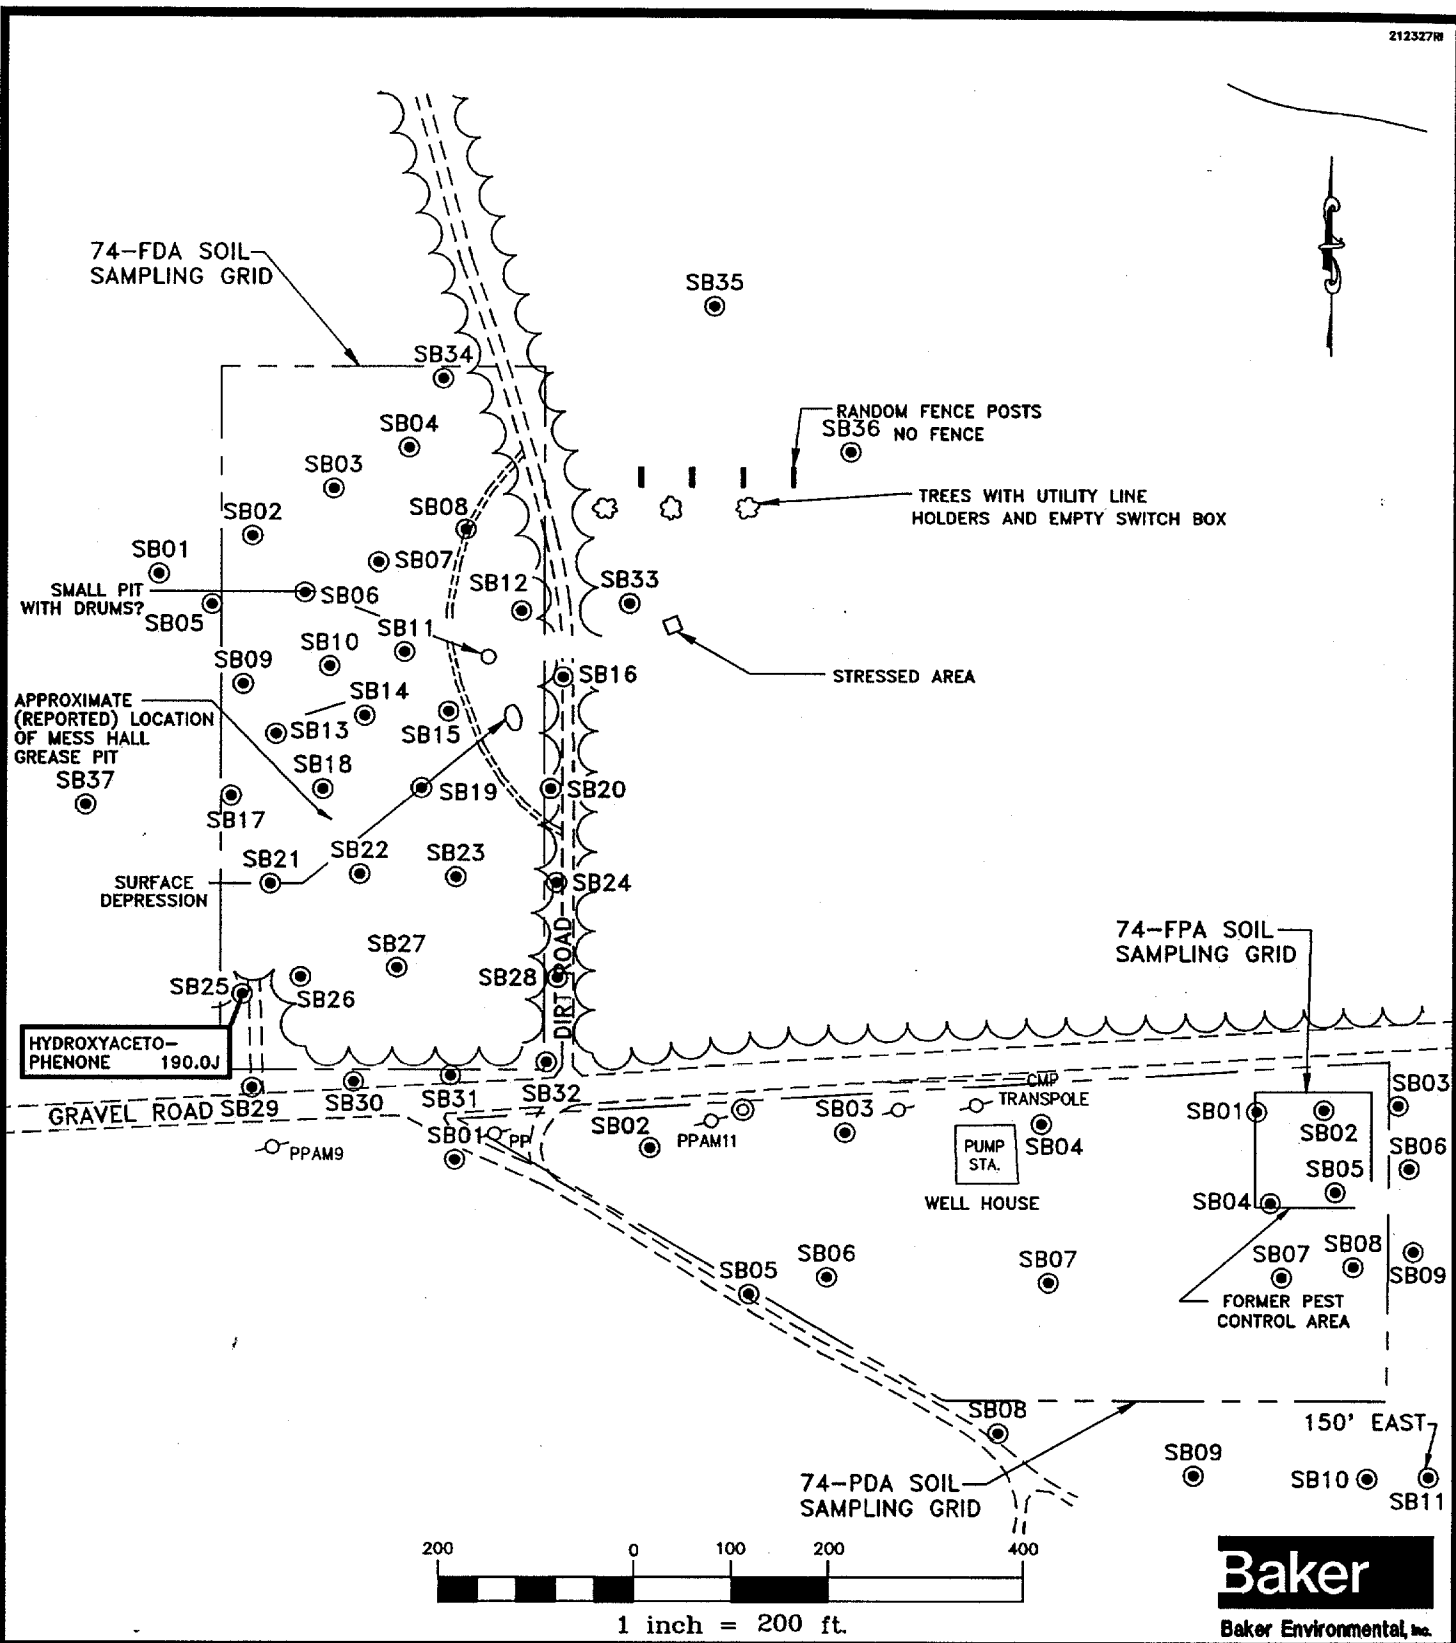 212327RI
74-FDA SOIL
SAMPLING GRID
SB35
SB34
RANDOM FENCE POSTS
NO FENCE
SB36
SB04
SB03
TREES WITH UTILITY LINE
HOLDERS AND EMPTY SWITCH BOX
SB08
SB02
SB01
SB07
SMALL PIT
WITH DRUMS?
SB06
SB12
SB33
SB05
SB11
SB10
SB09
SB16
STRESSED AREA
APPROXIMATE
(REPORTED) LOCATION
OF MESS HALL
GREASE PIT
SB14
SB13
SB15
SB37
SB18
SB19
SB20
SB17
SB22
SB23
SB21
SB24
SURFACE
DEPRESSION
DIRT ROAD
74-FPA SOIL
SAMPLING GRID
SB27
SB28
SB25
SB26
HYDROXYACETO-
PHENONE 190.0J
GRAVEL ROAD
SB29
SB30
SB31
SB32
CMP
TRANSPOLE
SB03
SB01
SB02
SB03
SB01
PP
SB02
PPAM11
SB04
PPAM9
PUMP
STA.
WELL HOUSE
SB06
SB05
SB04
SB05
SB06
SB07
SB07
SB08
SB09
FORMER PEST
CONTROL AREA
SB08
150' EAST
SB09
SB10
SB11
74-PDA SOIL
SAMPLING GRID
200 0 100 200 400
1 inch = 200 ft.
Baker
Baker Environmental, Inc.